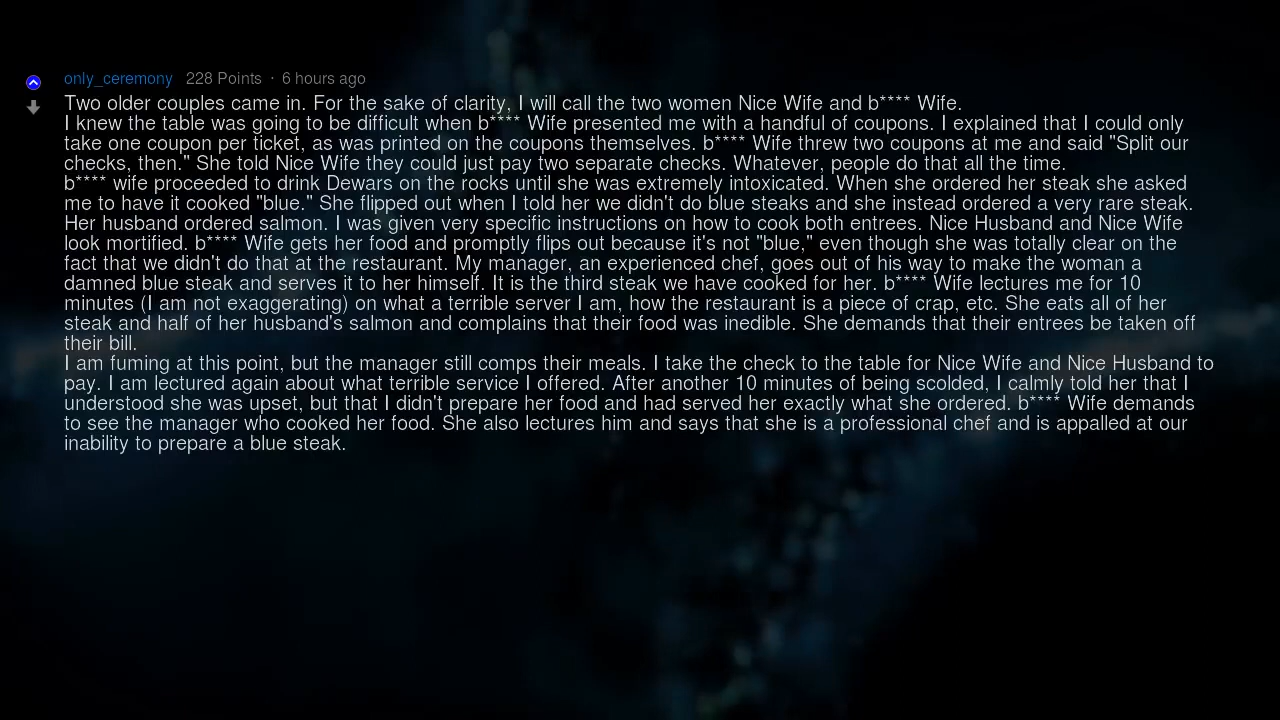 only_ceremony 228 Points · 6 hours ago
Two older couples came in. For the sake of clarity, I will call the two women Nice Wife and b**** Wife.
I knew the table was going to be difficult when b**** Wife presented me with a handful of coupons. I explained that I could only
take one coupon per ticket, as was printed on the coupons themselves. b**** Wife threw two coupons at me and said "Split our
checks, then." She told Nice Wife they could just pay two separate checks. Whatever, people do that all the time.
b**** wife proceeded to drink Dewars on the rocks until she was extremely intoxicated. When she ordered her steak she asked
me to have it cooked "blue." She flipped out when I told her we didn't do blue steaks and she instead ordered a very rare steak.
Her husband ordered salmon. I was given very specific instructions on how to cook both entrees. Nice Husband and Nice Wife
look mortified. b**** Wife gets her food and promptly flips out because it's not "blue," even though she was totally clear on the
fact that we didn't do that at the restaurant. My manager, an experienced chef, goes out of his way to make the woman a
damned blue steak and serves it to her himself. It is the third steak we have cooked for her. b**** Wife lectures me for 10
minutes (I am not exaggerating) on what a terrible server I am, how the restaurant is a piece of crap, etc. She eats all of her
steak and half of her husband's salmon and complains that their food was inedible. She demands that their entrees be taken off
their bill.
I am fuming at this point, but the manager still comps their meals. I take the check to the table for Nice Wife and Nice Husband to
pay. I am lectured again about what terrible service I offered. After another 10 minutes of being scolded, I calmly told her that I
understood she was upset, but that I didn't prepare her food and had served her exactly what she ordered. b**** Wife demands
to see the manager who cooked her food. She also lectures him and says that she is a professional chef and is appalled at our
inability to prepare a blue steak.